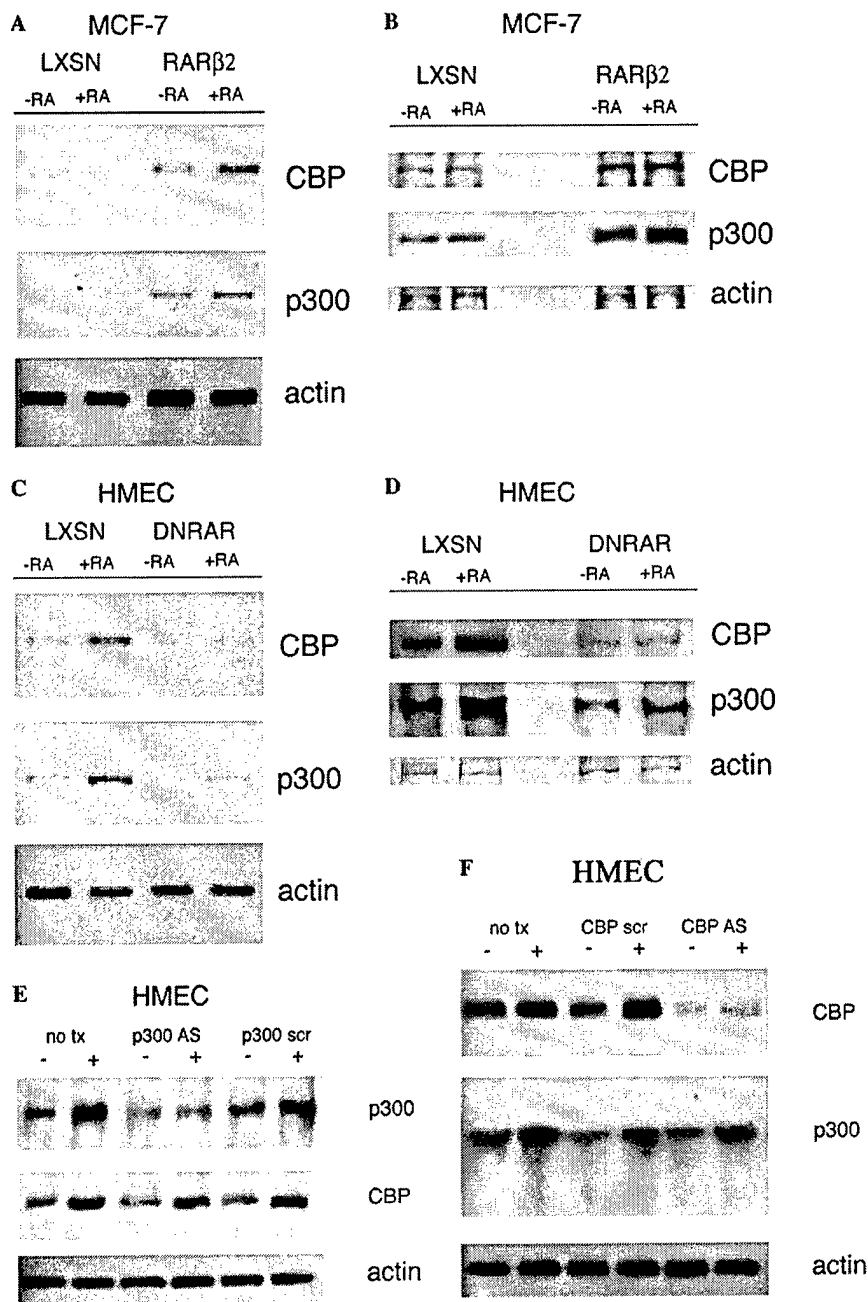 A MCF-7
LXSN RARβ2
-RA +RA -RA +RA
CBP
p300
actin
B MCF-7
LXSN RARβ2
-RA +RA -RA +RA
CBP
p300
actin
C HMEC
LXSN DNRAR
-RA +RA -RA +RA
CBP
p300
actin
D HMEC
LXSN DNRAR
-RA +RA -RA +RA
CBP
p300
actin
E HMEC
no tx p300 AS p300 scr
- + - + - +
p300
CBP
actin
F HMEC
no tx CBP scr CBP AS
- + - + - +
CBP
p300
actin